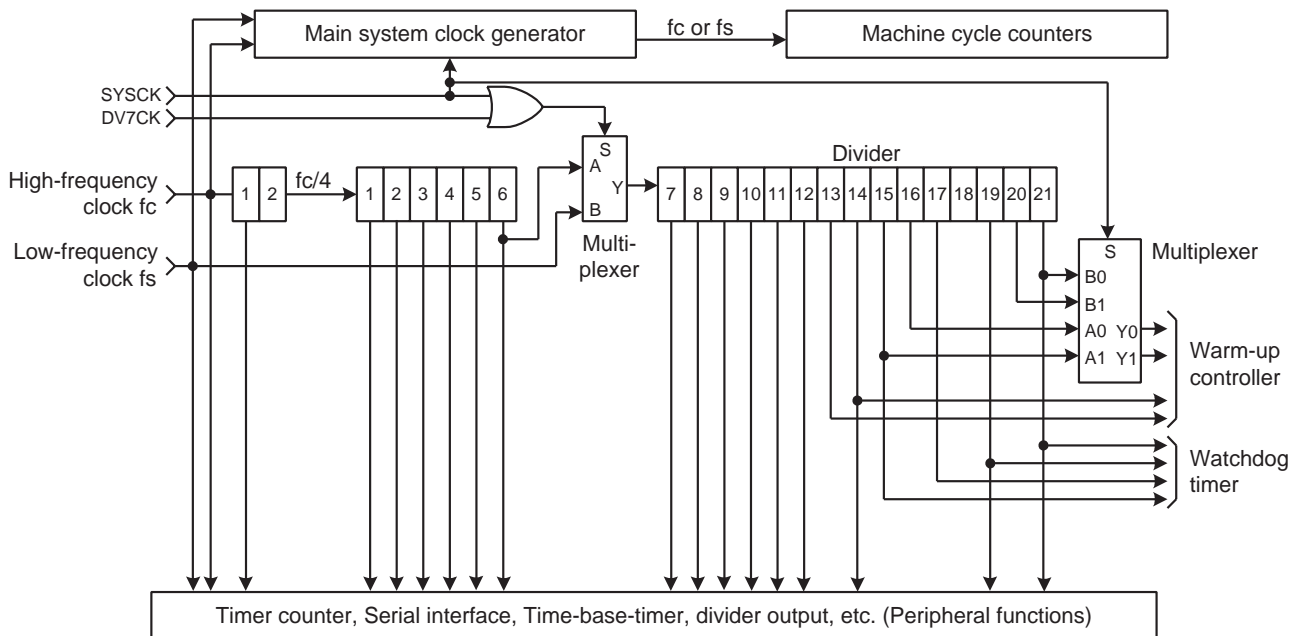 Main system clock generator
fc or fs
Machine cycle counters
SYSCK
DV7CK
S
A
Y
B
Multi-
plexer
High-frequency
clock fc
1 2
fc/4
1 2 3 4 5 6
Divider
7 8 9 10 11 12 13 14 15 16 17 18 19 20 21
Low-frequency
clock fs
S
Multiplexer
B0
B1
A0 Y0
A1 Y1
Warm-up
controller
Watchdog
timer
Timer counter, Serial interface, Time-base-timer, divider output, etc. (Peripheral functions)